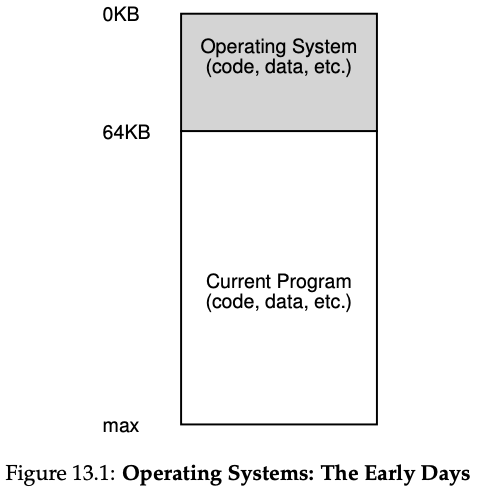 0KB
Operating System
(code, data, etc.)
64KB
Current Program
(code, data, etc.)
max
Figure 13.1: Operating Systems: The Early Days